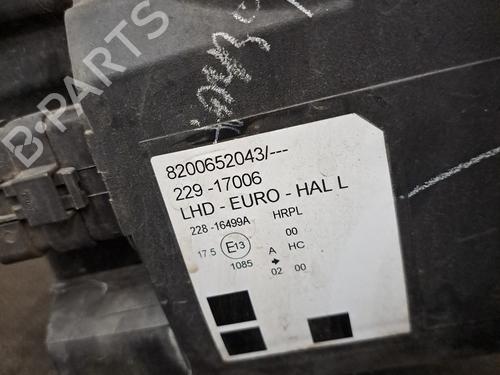 B-PARTS
8200652043/---
229 -17006
LHD - EURO - HAL L
228 -16499A HRPL
00
17.5 E13 A HC
1085 02 00